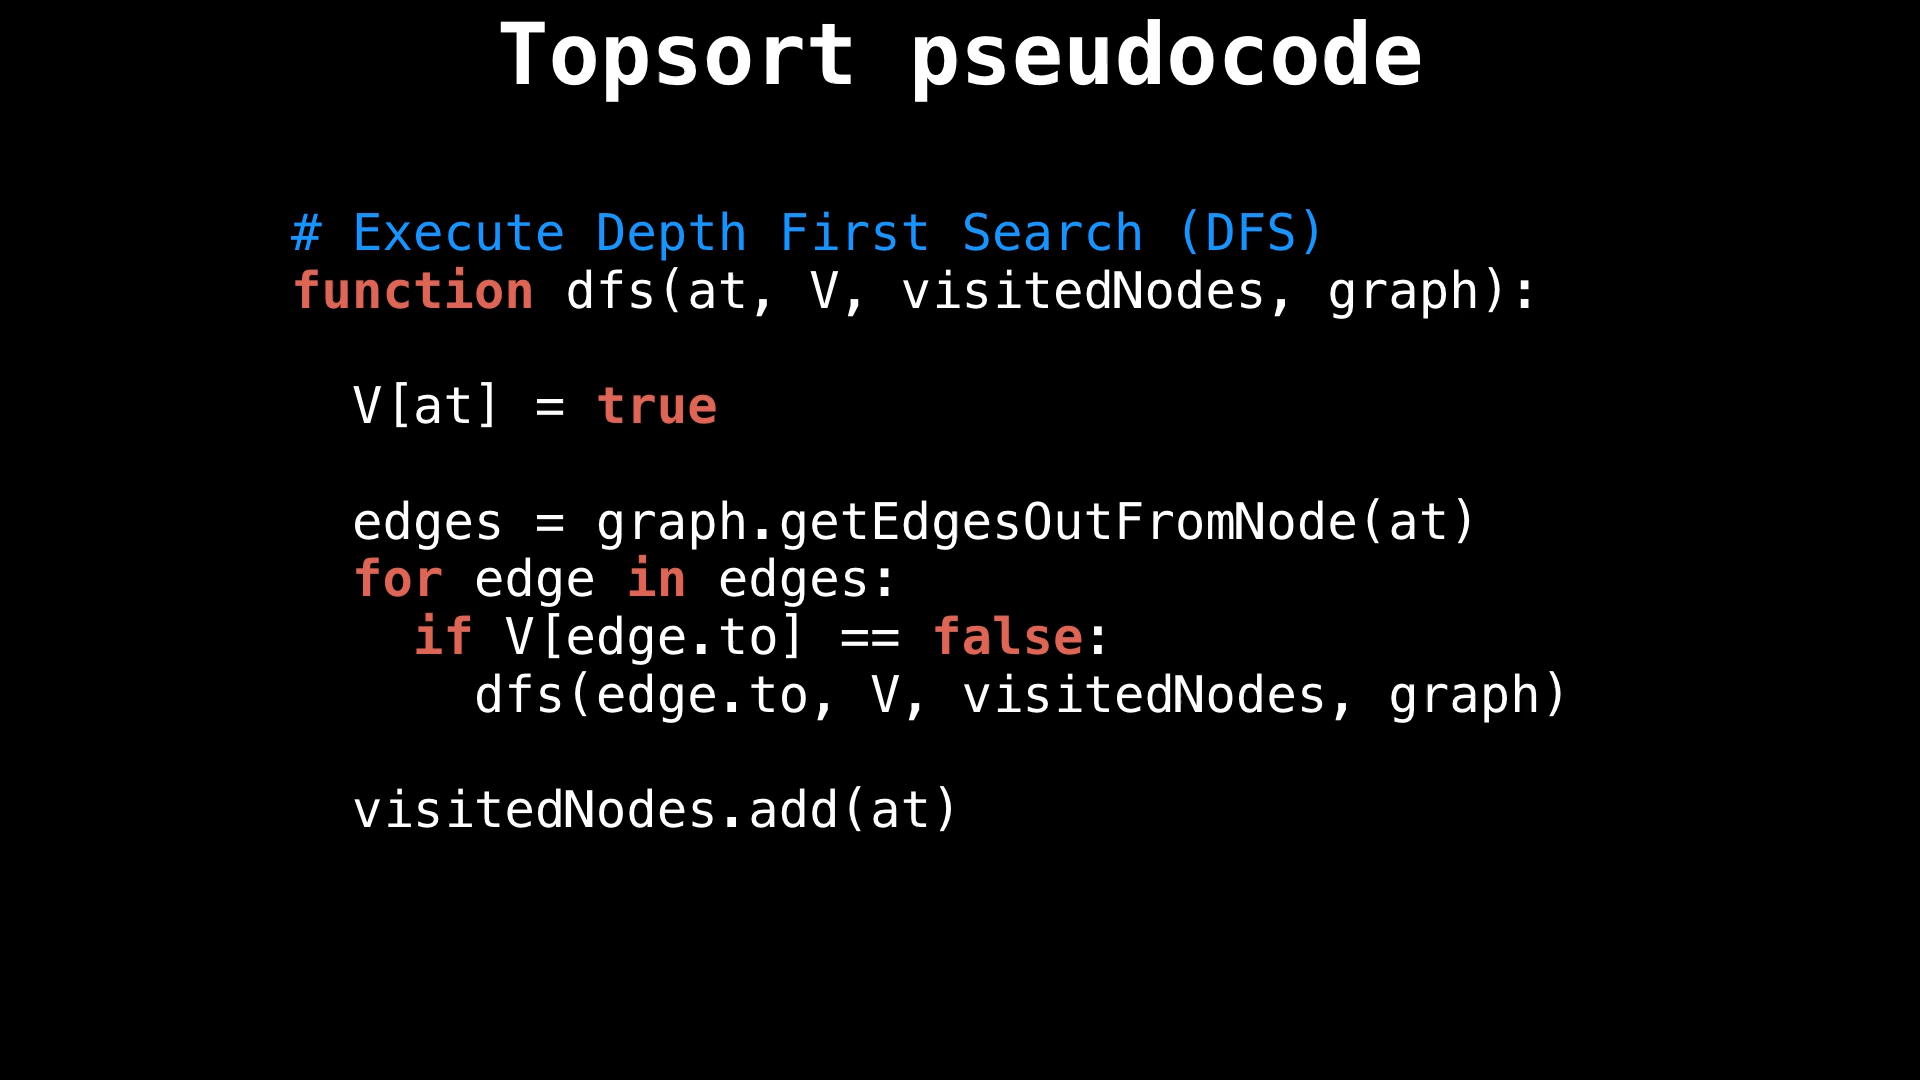 Topsort pseudocode
# Execute Depth First Search (DFS)
function dfs(at, V, visitedNodes, graph):
V[at] = true
edges = graph.getEdgesOutFromNode(at)
for edge in edges:
if V[edge.to] == false:
dfs(edge.to, V, visitedNodes, graph)
visitedNodes.add(at)